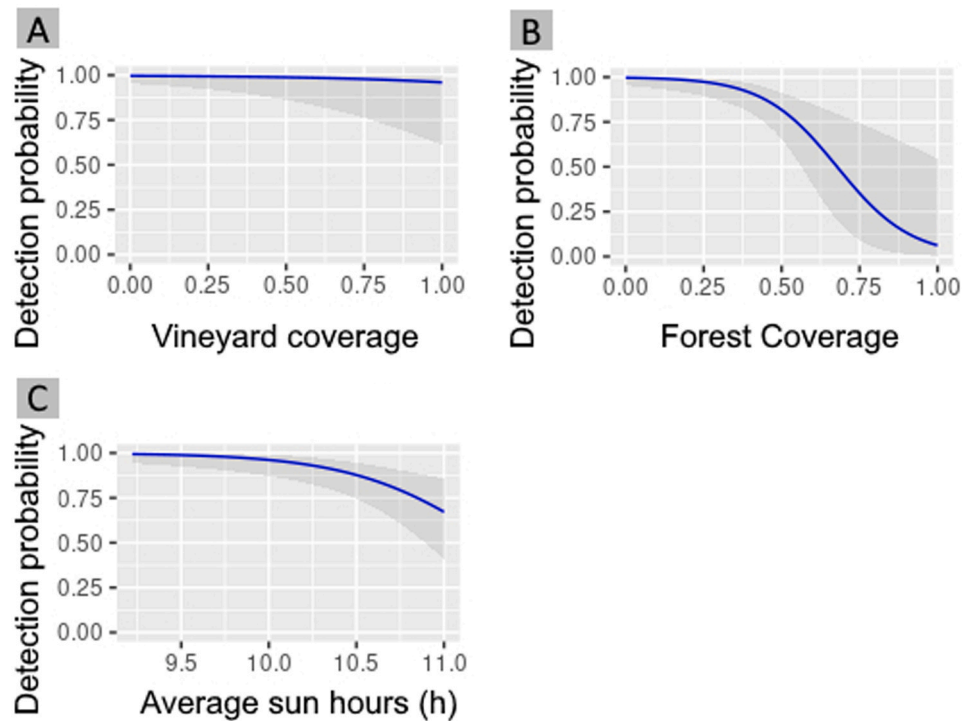 A
Detection probability
1.00
0.75
0.50
0.25
0.00
0.00 0.25 0.50 0.75 1.00
Vineyard coverage
B
Detection probability
1.00
0.75
0.50
0.25
0.00
0.00 0.25 0.50 0.75 1.00
Forest Coverage
C
Detection probability
1.00
0.75
0.50
0.25
0.00
9.5 10.0 10.5 11.0
Average sun hours (h)